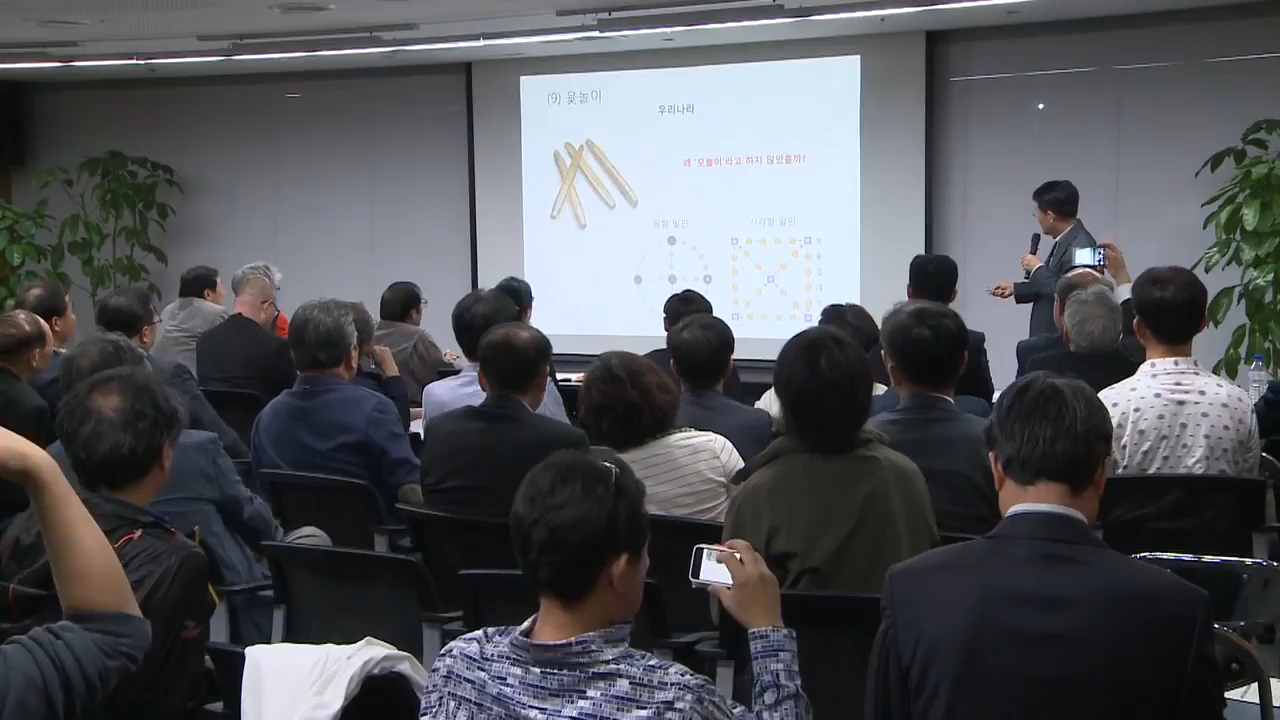 (9) 윷놀이
우리나라
왜 '모놀이'라고 하지 않았을까?
원형 말판
사각형 말판